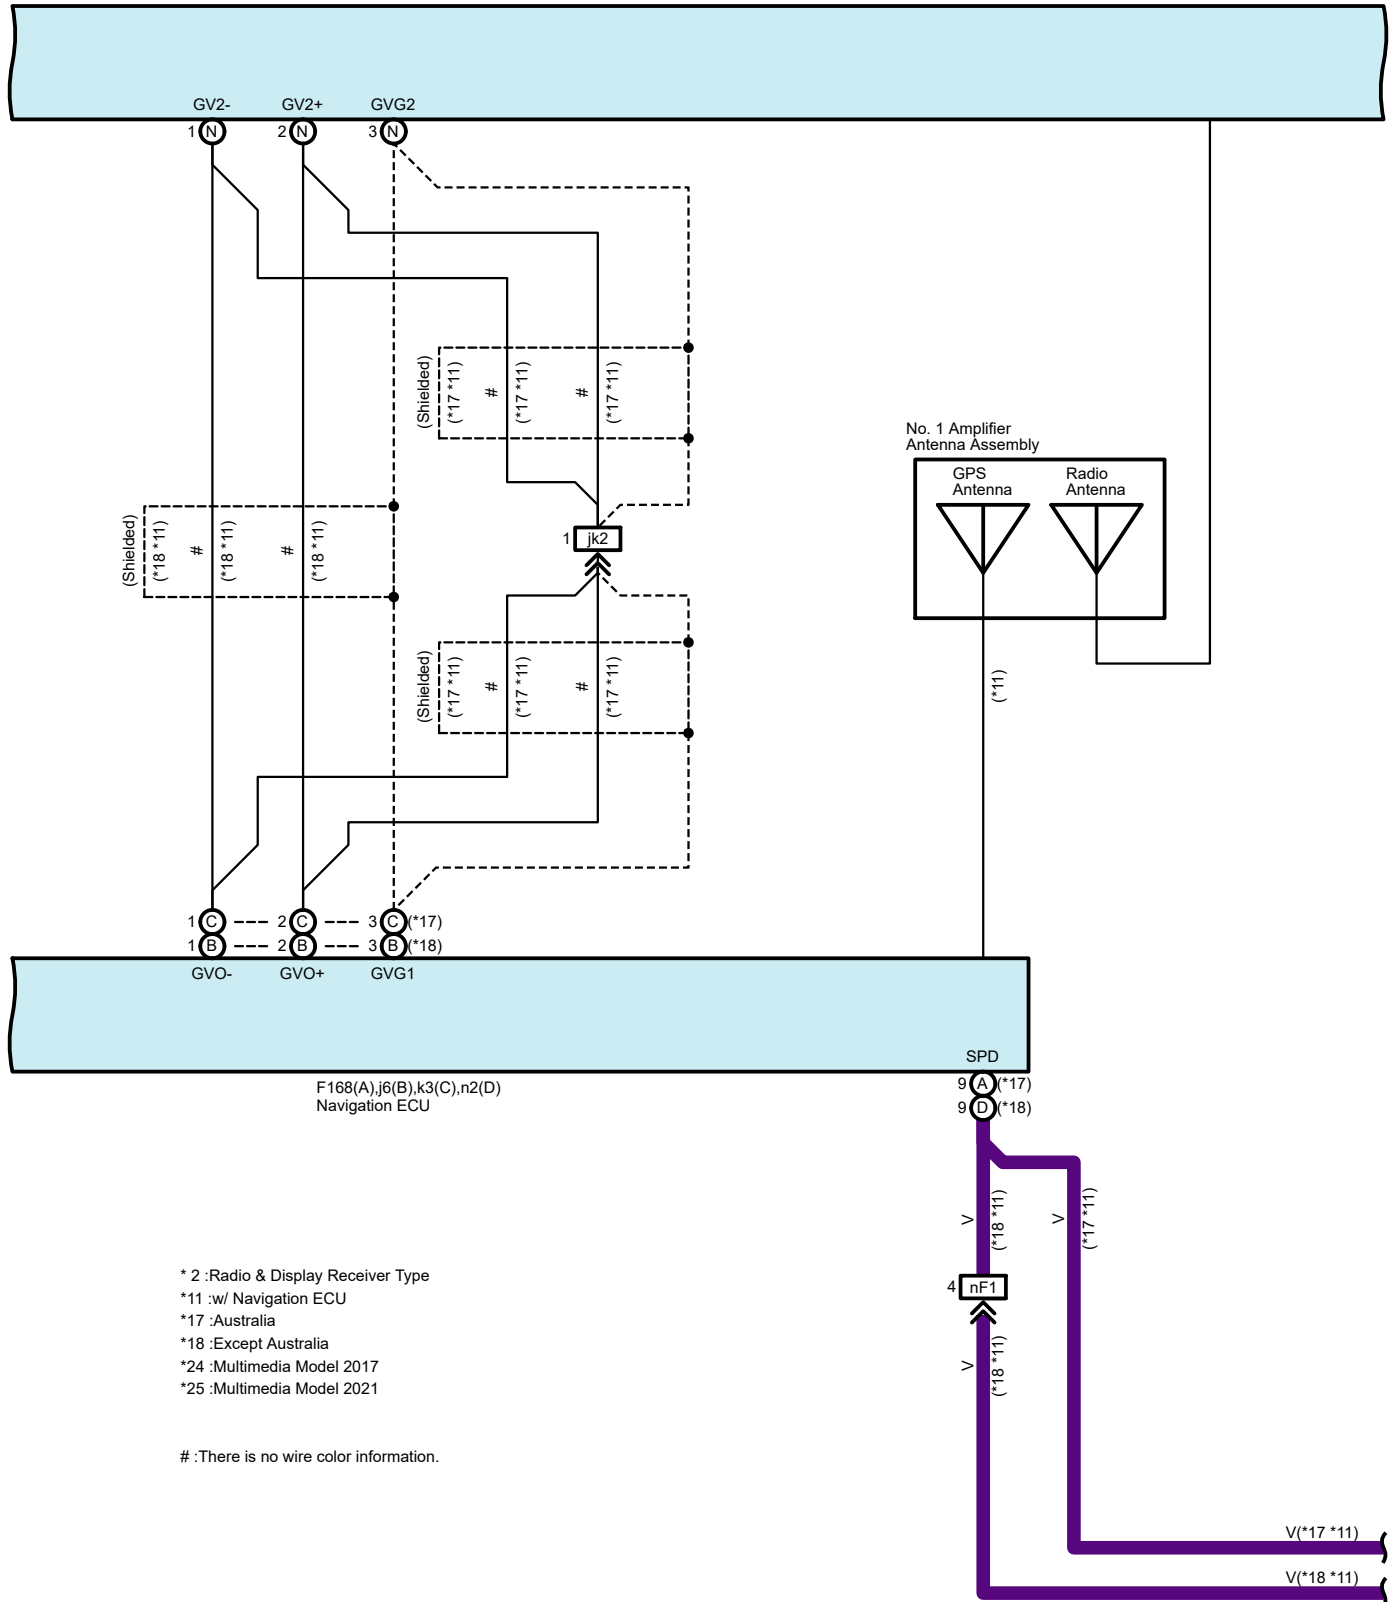 GV2- GV2+ GVG2
1 N 2 N 3 N
(Shielded) (*17 *11) # (*17 *11) # (*17 *11)
No. 1 Amplifier
Antenna Assembly
GPS
Antenna
Radio
Antenna
(Shielded) (*18 *11) # (*18 *11) # (*18 *11)
1 jk2
(Shielded) (*17 *11) # (*17 *11) # (*17 *11)
(*11)
1 C 2 C 3 C (*17)
1 B 2 B 3 B (*18)
GVO- GVO+ GVG1
SPD
9 A (*17)
9 D (*18)
F168(A),j6(B),k3(C),n2(D)
Navigation ECU
V (*18 *11) V (*17 *11)
4 nF1
V (*18 *11)
* 2 :Radio & Display Receiver Type
*11 :w/ Navigation ECU
*17 :Australia
*18 :Except Australia
*24 :Multimedia Model 2017
*25 :Multimedia Model 2021
# :There is no wire color information.
V(*17 *11)
V(*18 *11)